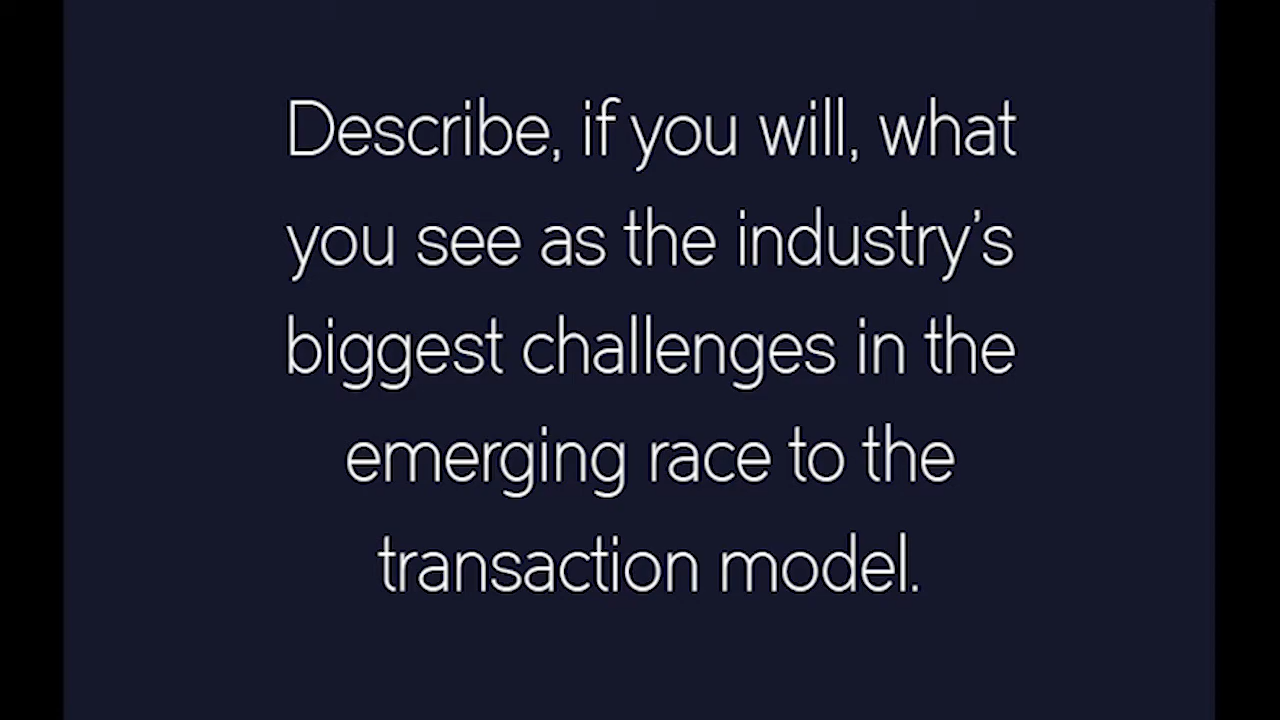 Describe, if you will, what
you see as the industry’s
biggest challenges in the
emerging race to the
transaction model.